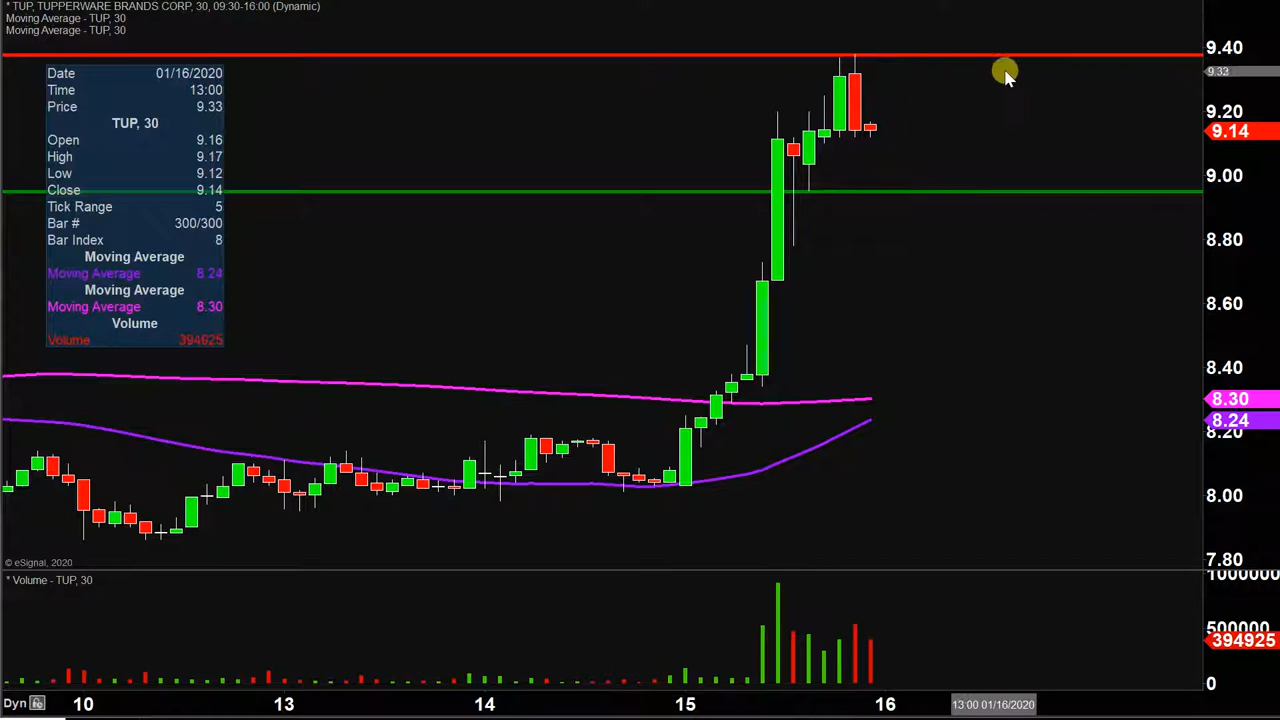 * TUP, TUPPERWARE BRANDS CORP, 30, 09:30-16:00 (Dynamic)
Moving Average - TUP, 30
Moving Average - TUP, 30
Date 01/16/2020
Time 13:00
Price 9.33
TUP, 30
Open 9.16
High 9.17
Low 9.12
Close 9.14
Tick Range 5
Bar # 300/300
Bar Index 8
Moving Average
Moving Average 8.24
Moving Average
Moving Average 8.30
Volume
Volume 394925
9.40
9.33
9.20
9.14
9.00
8.80
8.60
8.40
8.30
8.24
8.20
8.00
7.80
© eSignal, 2020
* Volume - TUP, 30
1000000
500000
394925
0
Dyn 10 13 14 15 16 13:00 01/16/2020